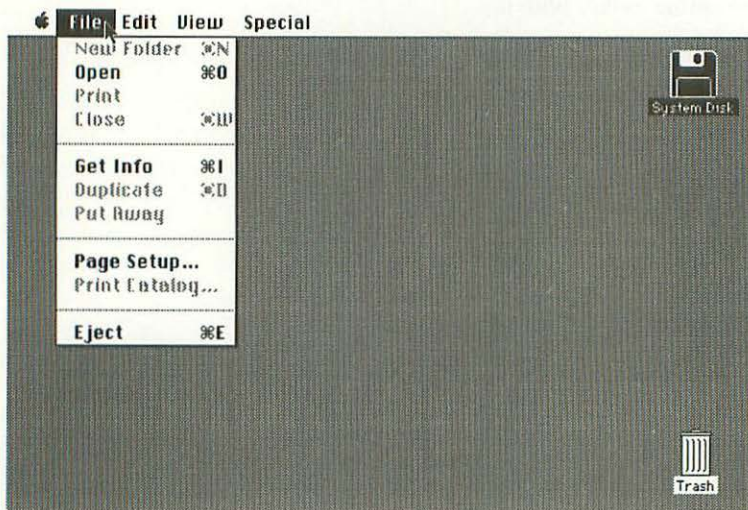 File Edit View Special
New Folder ⌘N
Open ⌘O
Print
Close ⌘W
Get Info ⌘I
Duplicate ⌘D
Put Away
Page Setup...
Print Catalog...
Eject ⌘E
System Disk
Trash